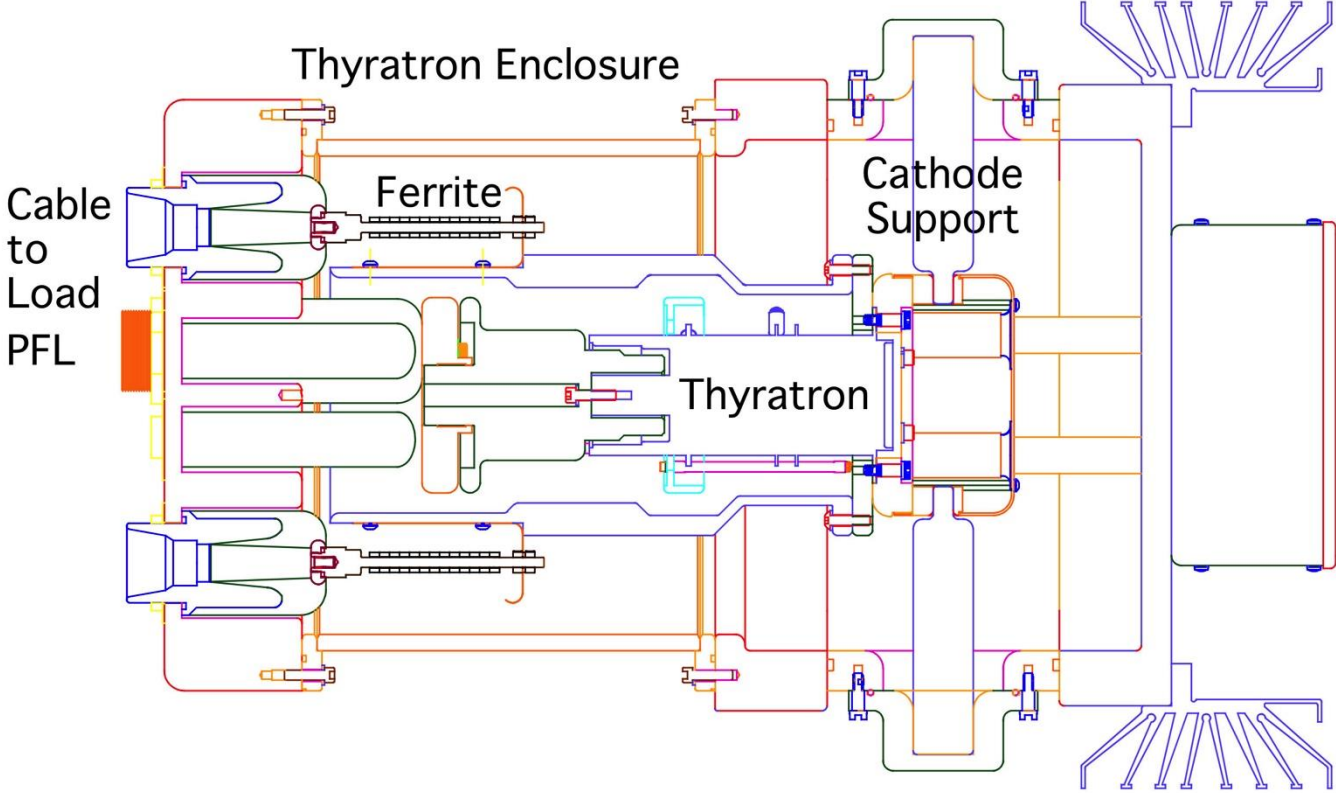 Thyratron Enclosure
Ferrite
Cathode
Support
Cable
to
Load
PFL
Thyratron